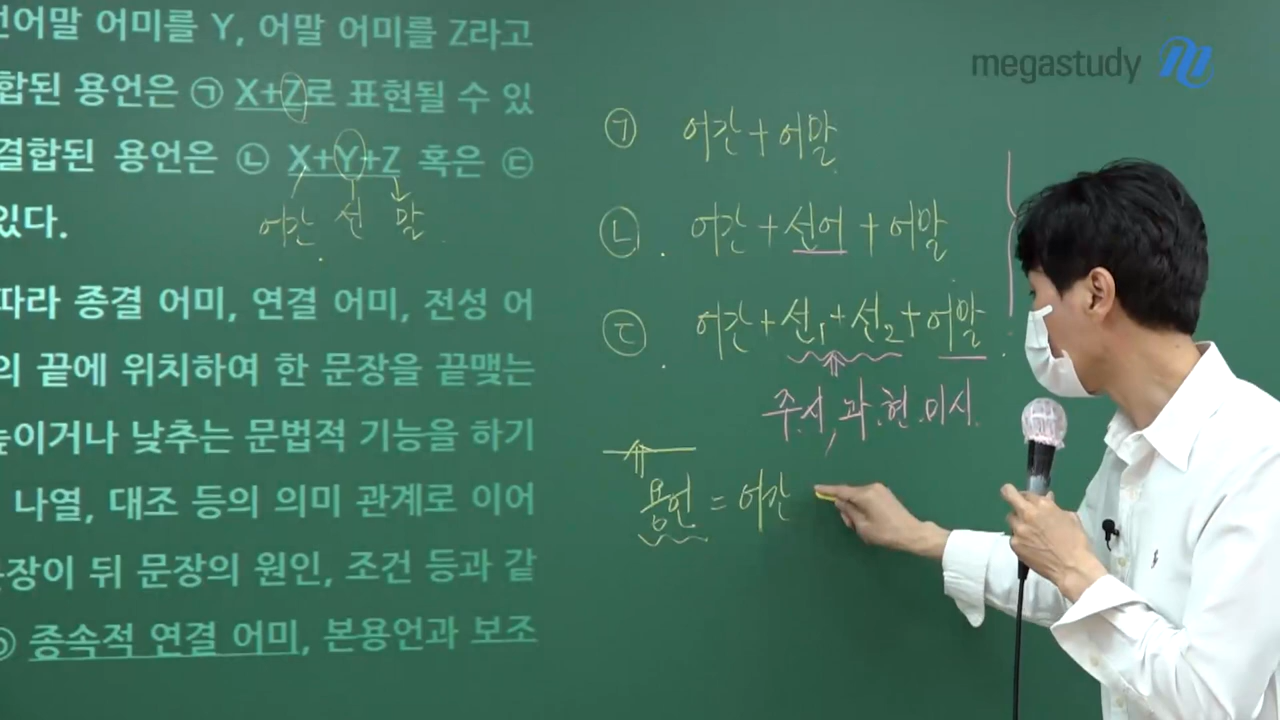 선어말 어미를 Y, 어말 어미를 Z라고
합된 용언은 ㉠ X+Z로 표현될 수 있
결합된 용언은 ㉡ X+Y+Z 혹은 ㉢
어간 선 말
있다.
따라 종결 어미, 연결 어미, 전성 어
의 끝에 위치하여 한 문장을 끝맺는
높이거나 낮추는 문법적 기능을 하기
나열, 대조 등의 의미 관계로 이어
문장이 뒤 문장의 원인, 조건 등과 같
종속적 연결 어미, 본용언과 보조
megastudy
㉠ 어간+어말
㉡ 어간+선어+어말
㉢ 어간+선1+선2+어말
주.시, 과.현.미시
용언 = 어간